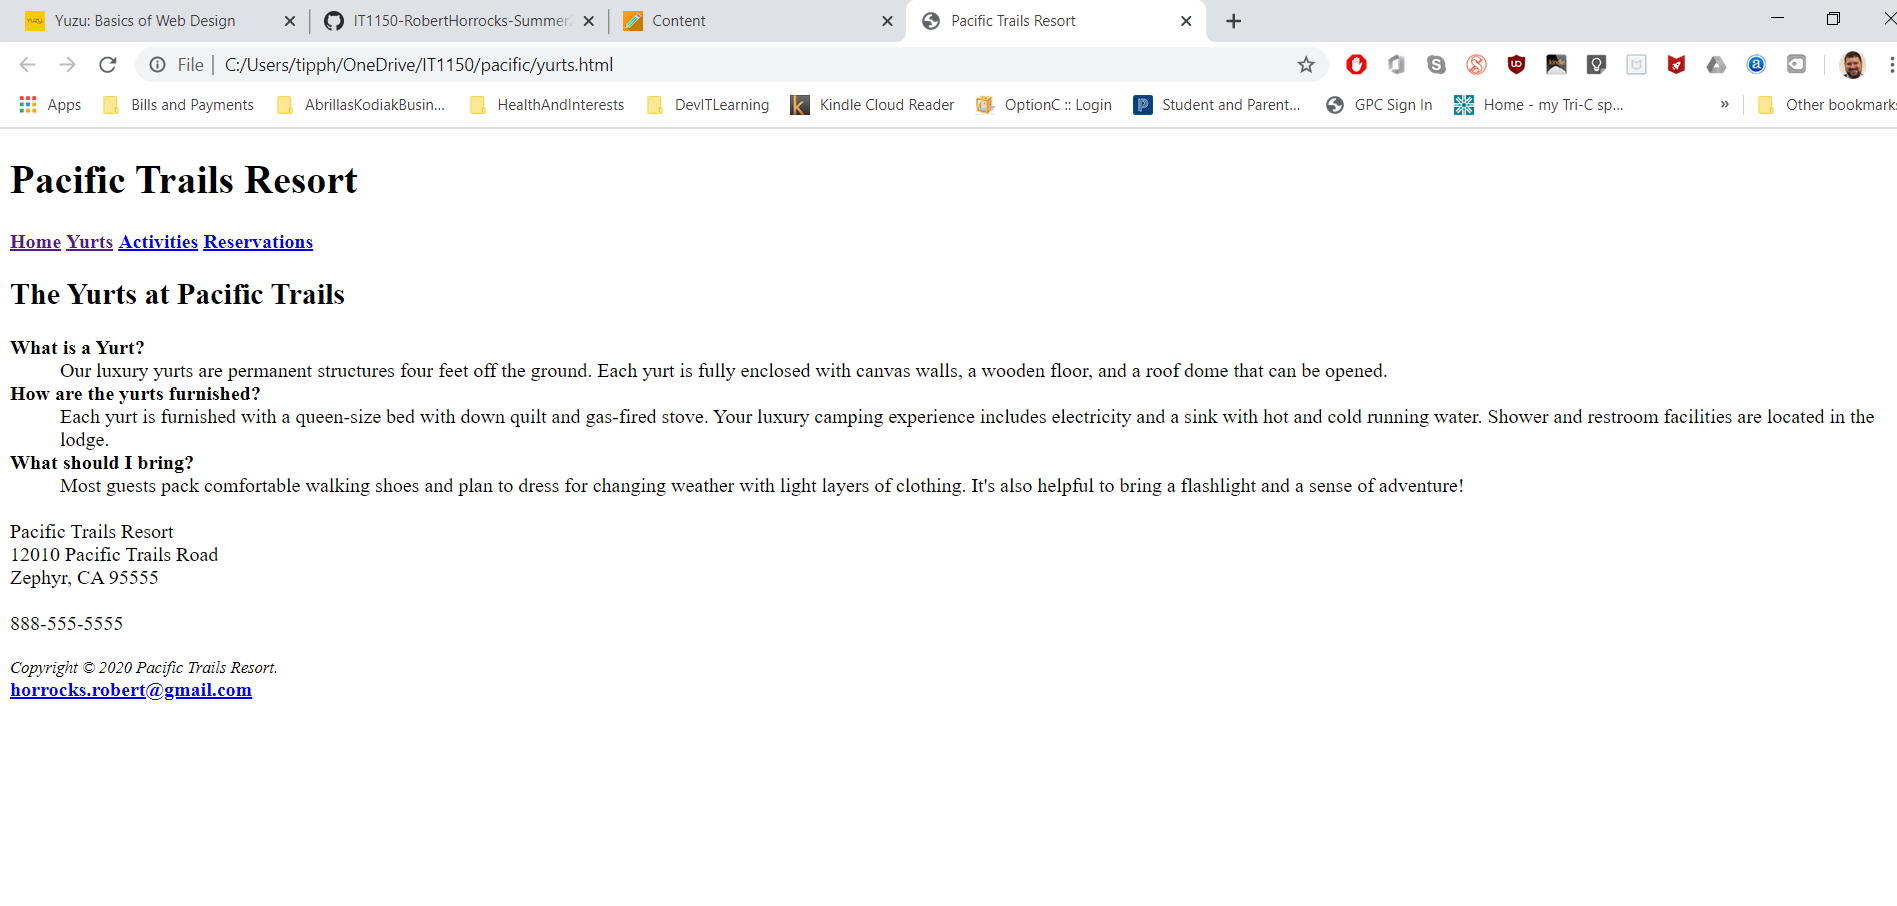 Yuzu: Basics of Web Design
IT1150-RobertHorrocks-Summer
Content
Pacific Trails Resort
File | C:/Users/tipph/OneDrive/IT1150/pacific/yurts.html
Apps
Bills and Payments
AbrillasKodiakBusin...
HealthAndInterests
DevITLearning
Kindle Cloud Reader
OptionC :: Login
Student and Parent...
GPC Sign In
Home - my Tri-C sp...
»
Other bookmarks
Pacific Trails Resort
Home Yurts Activities Reservations
The Yurts at Pacific Trails
What is a Yurt?
Our luxury yurts are permanent structures four feet off the ground. Each yurt is fully enclosed with canvas walls, a wooden floor, and a roof dome that can be opened.
How are the yurts furnished?
Each yurt is furnished with a queen-size bed with down quilt and gas-fired stove. Your luxury camping experience includes electricity and a sink with hot and cold running water. Shower and restroom facilities are located in the
lodge.
What should I bring?
Most guests pack comfortable walking shoes and plan to dress for changing weather with light layers of clothing. It's also helpful to bring a flashlight and a sense of adventure!
Pacific Trails Resort
12010 Pacific Trails Road
Zephyr, CA 95555
888-555-5555
Copyright © 2020 Pacific Trails Resort.
horrocks.robert@gmail.com